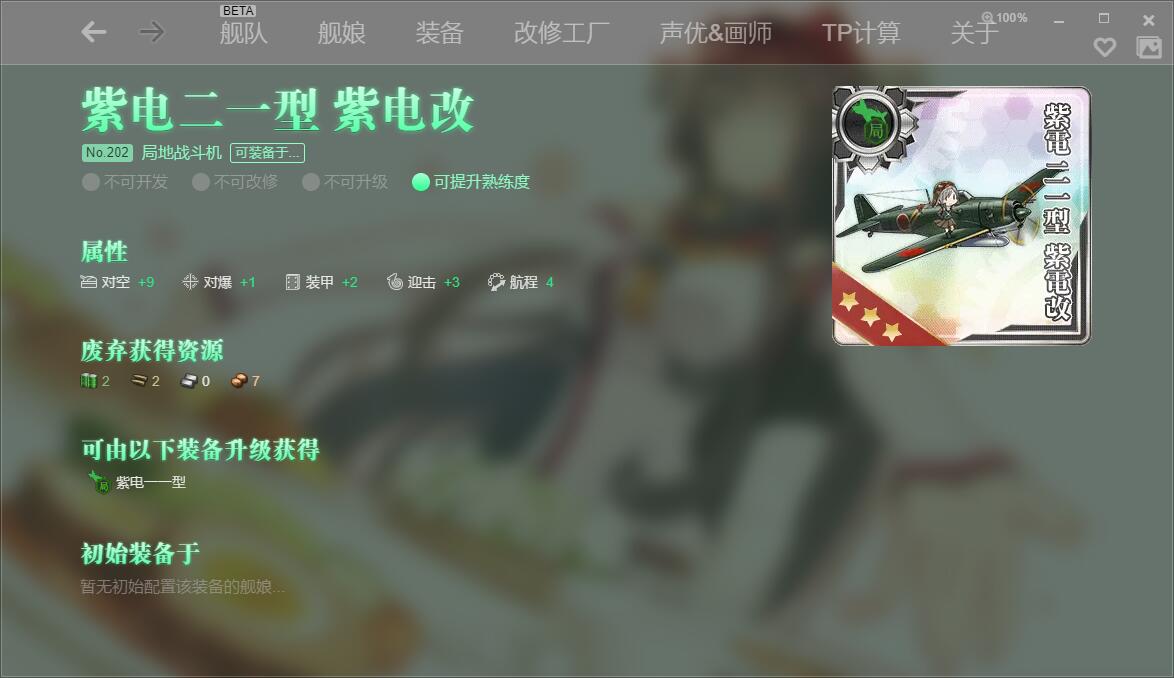 BETA
舰队 舰娘 装备 改修工厂 声优&画师 TP计算 关于 100%
紫电二一型 紫电改
No.202 局地战斗机 可装备于...
不可开发 不可改修 不可升级 可提升熟练度
属性
对空 +9 对爆 +1 装甲 +2 迎击 +3 航程 4
废弃获得资源
2 2 0 7
可由以下装备升级获得
局 紫电一一型
初始装备于
暂无初始配置该装备的舰娘...
局
紫電二一型 紫電改